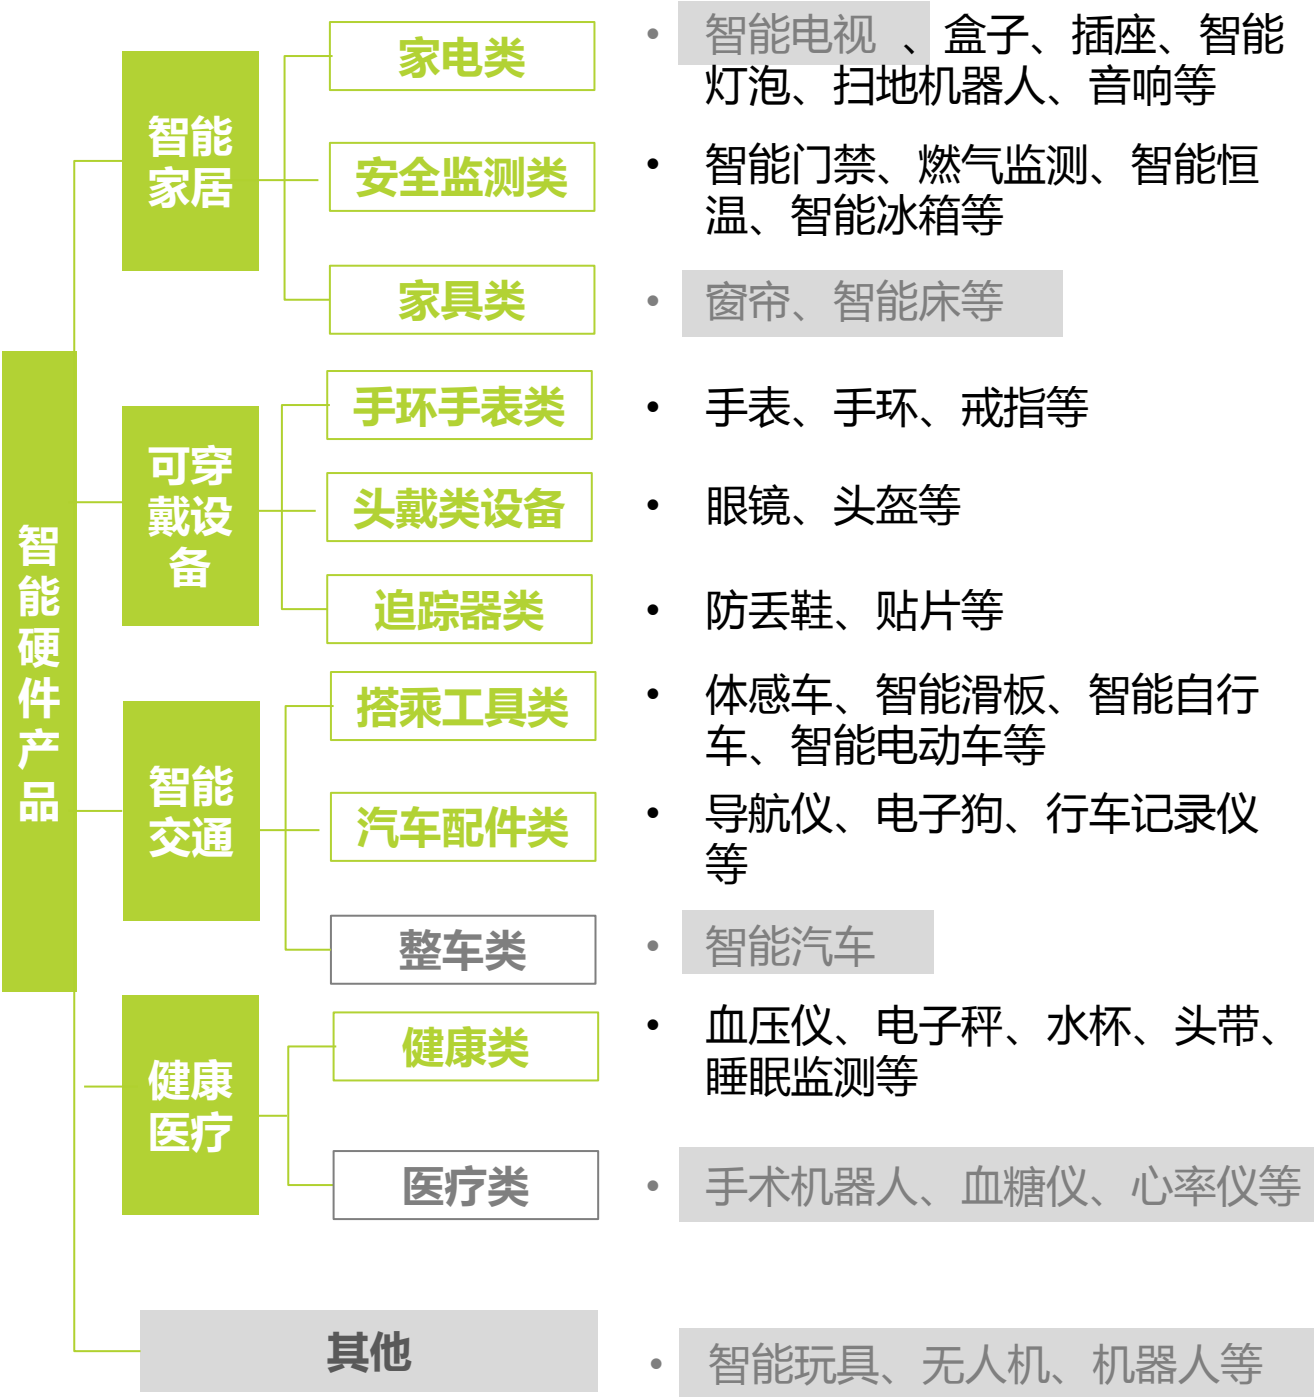 智能硬件产品
智能
家居
家电类
• 智能电视 、盒子、插座、智能
灯泡、扫地机器人、音响等
安全监测类
• 智能门禁、燃气监测、智能恒
温、智能冰箱等
家具类
• 窗帘、智能床等
可穿
戴设
备
手环手表类
• 手表、手环、戒指等
头戴类设备
• 眼镜、头盔等
追踪器类
• 防丢鞋、贴片等
智能
交通
搭乘工具类
• 体感车、智能滑板、智能自行
车、智能电动车等
汽车配件类
• 导航仪、电子狗、行车记录仪
等
整车类
• 智能汽车
健康
医疗
健康类
• 血压仪、电子秤、水杯、头带、
睡眠监测等
医疗类
• 手术机器人、血糖仪、心率仪等
其他
• 智能玩具、无人机、机器人等